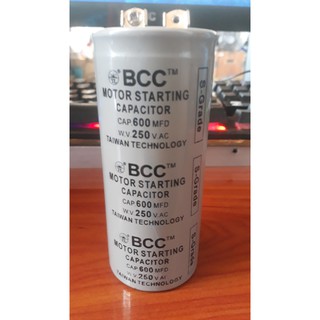 BCC™
MOTOR STARTING
CAPACITOR
CAP.600 MFD
W.V.250 V.AC
TAIWAN TECHNOLOGY
BCC™
MOTOR STARTING
CAPACITOR
CAP.600 MFD
W.V.250 V.AC
TAIWAN TECHNOLOGY
BCC™
MOTOR STARTING
CAPACITOR
CAP.600 MFD
W.V.250 V.AC
TAIWAN TECHNOLOGY
S-Grade
S-Grade
S-Grade